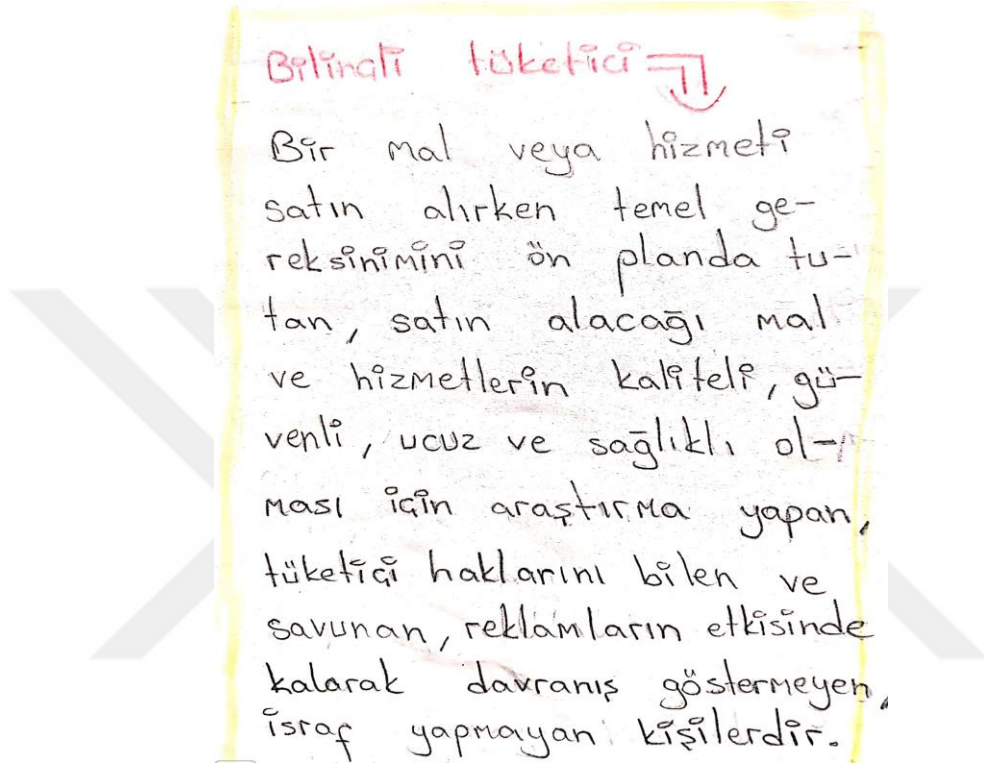 Bilinçli tüketici
Bir mal veya hizmeti
satın alırken temel ge-
reksinimini ön planda tu-
tan, satın alacağı mal
ve hizmetlerin kaliteli, gü-
venli, ucuz ve sağlıklı ol-
ması için araştırma yapan,
tüketici haklarını bilen ve
savunan, reklamların etkisinde
kalarak davranış göstermeyen,
israf yapmayan kişilerdir.